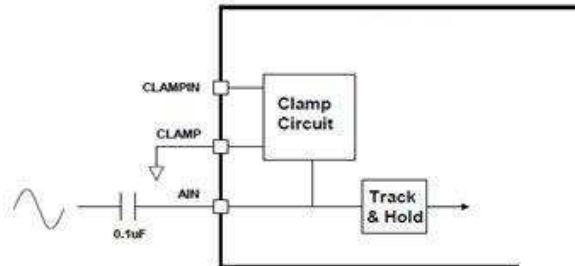 CLAMPIN
Clamp
Circuit
CLAMP
AIN
Track
& Hold
0.1uF